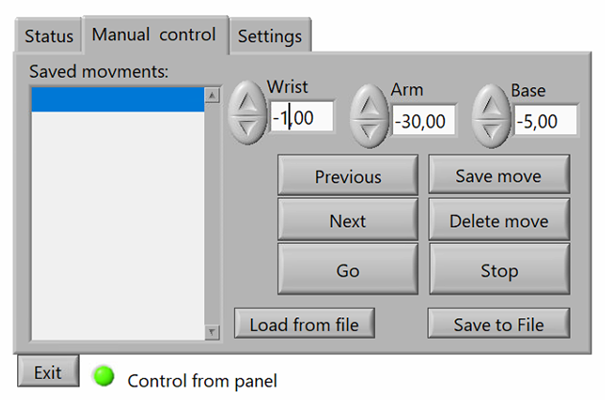 Status Manual control Settings
Saved movments:
Wrist Arm Base
-1,00 -30,00 -5,00
Previous Save move
Next Delete move
Go Stop
Load from file Save to File
Exit Control from panel